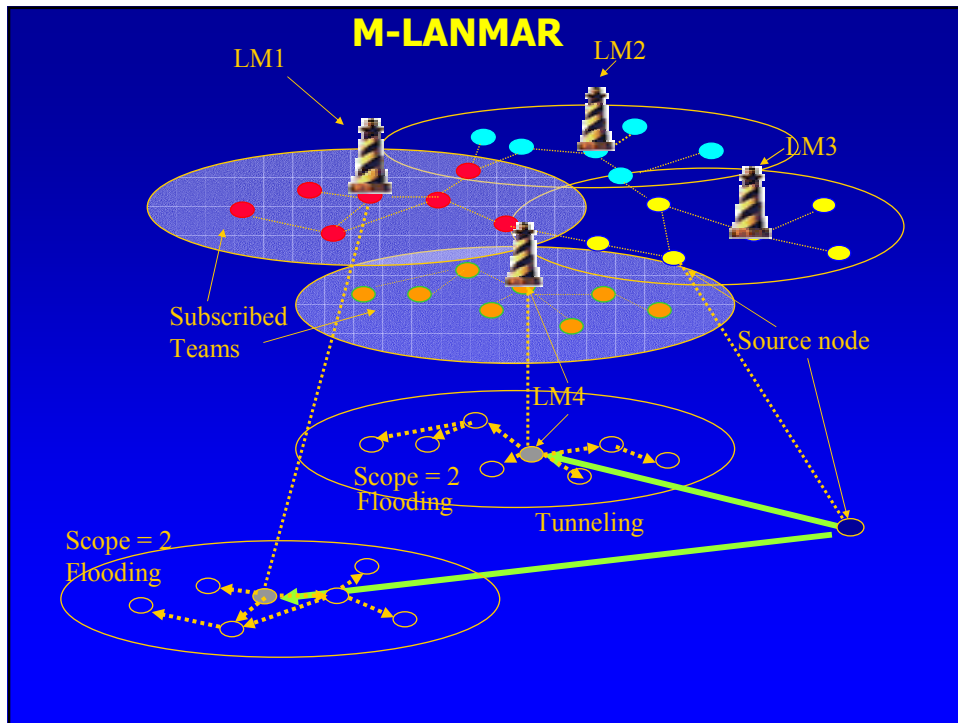 M-LANMAR
LM1
LM2
LM3
Subscribed
Teams
Source node
LM4
Scope = 2
Flooding
Tunneling
Scope = 2
Flooding